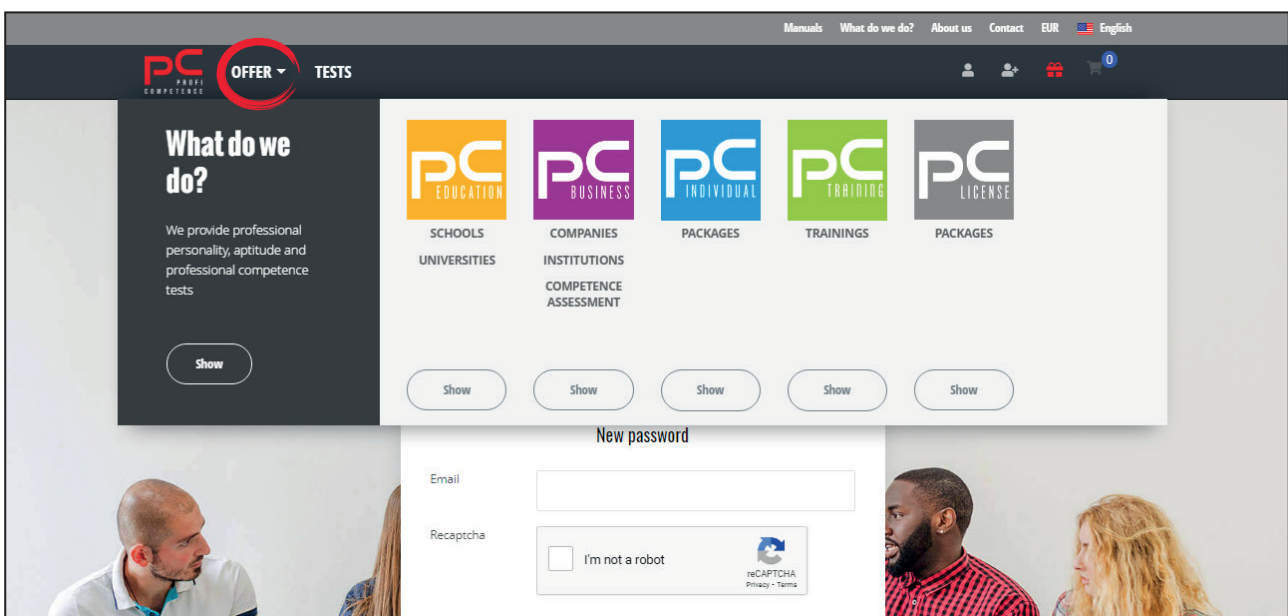 Manuals What do we do? About us Contact EUR English
PC PROFI COMPETENCE
OFFER TESTS
0
What do we
do?
We provide professional
personality, aptitude and
professional competence
tests
Show
PC EDUCATION
SCHOOLS
UNIVERSITIES
Show
PC BUSINESS
COMPANIES
INSTITUTIONS
COMPETENCE
ASSESSMENT
Show
PC INDIVIDUAL
PACKAGES
Show
PC TRAINING
TRAININGS
Show
PC LICENSE
PACKAGES
Show
New password
Email
Recaptcha
I'm not a robot
reCAPTCHA
Privacy - Terms